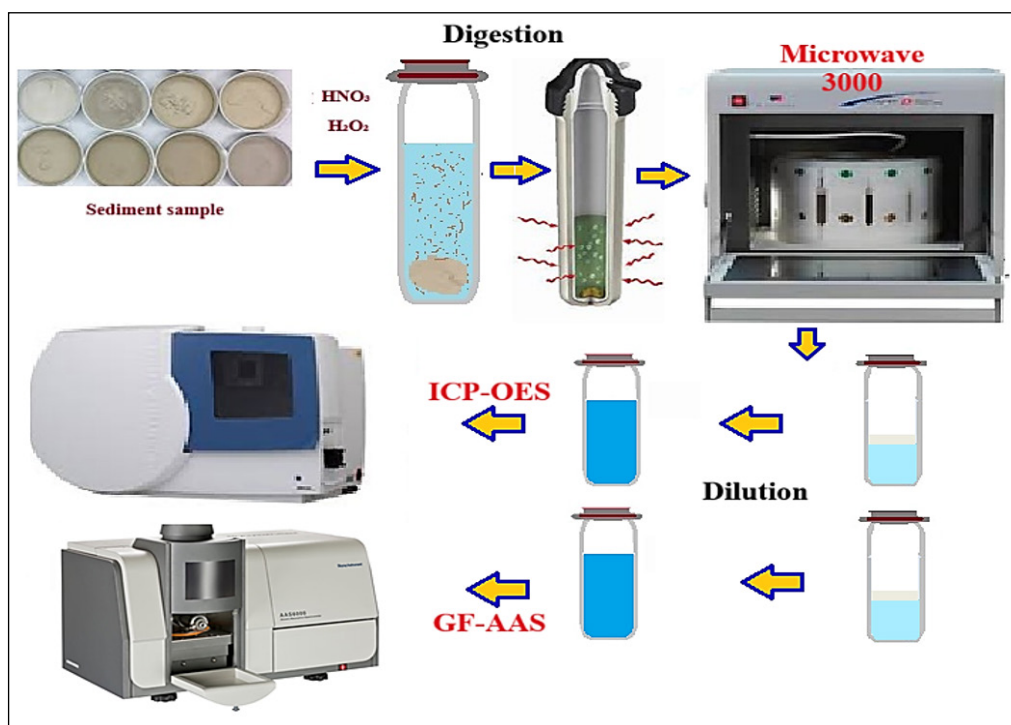 Digestion
Microwave
3000
HNO₃
H₂O₂
Sediment sample
ICP-OES
Dilution
GF-AAS